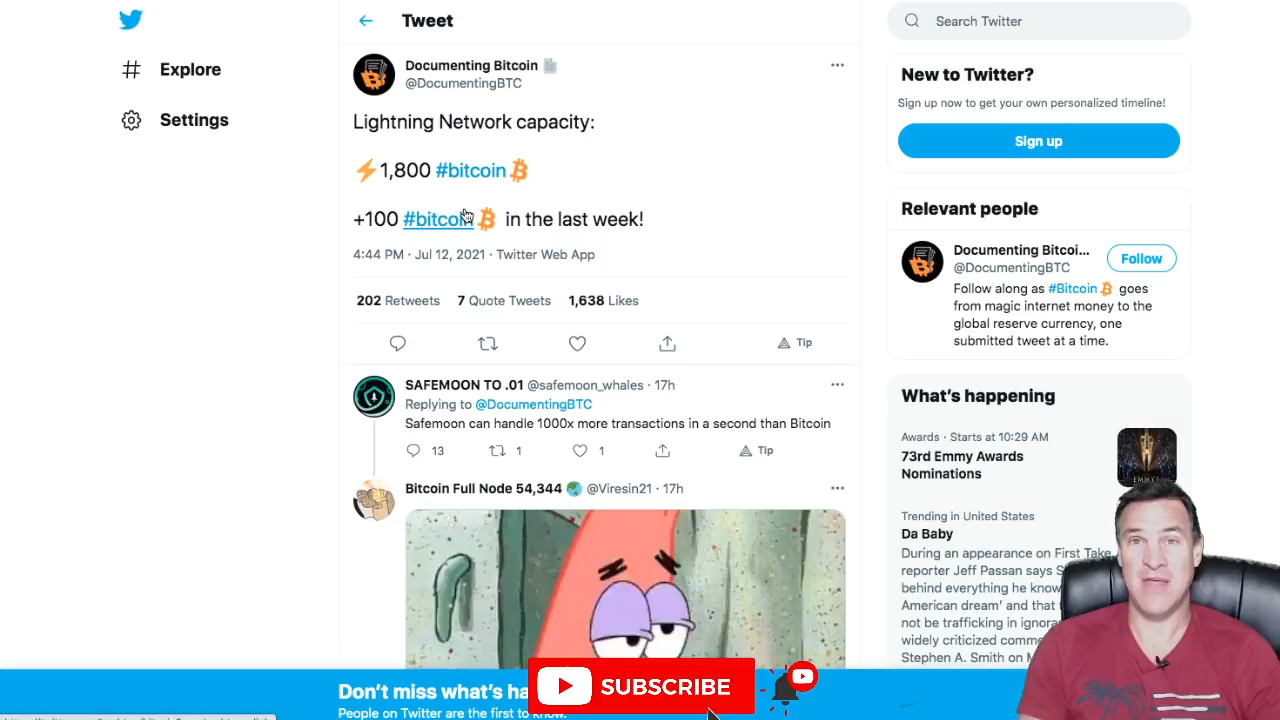 Tweet
Search Twitter
Explore
Settings
Documenting Bitcoin
@DocumentingBTC
Lightning Network capacity:
⚡1,800 #bitcoin
+100 #bitcoin in the last week!
4:44 PM · Jul 12, 2021 · Twitter Web App
202 Retweets 7 Quote Tweets 1,638 Likes
Tip
SAFEMOON TO .01 @safemoon_whales · 17h
Replying to @DocumentingBTC
Safemoon can handle 1000x more transactions in a second than Bitcoin
13 1 1 Tip
Bitcoin Full Node 54,344 @Viresin21 · 17h
New to Twitter?
Sign up now to get your own personalized timeline!
Sign up
Relevant people
Documenting Bitcoi...
@DocumentingBTC
Follow
Follow along as #Bitcoin goes
from magic internet money to the
global reserve currency, one
submitted tweet at a time.
What's happening
Awards · Starts at 10:29 AM
73rd Emmy Awards
Nominations
EMMY
Trending in United States
Da Baby
During an appearance on First Take,
reporter Jeff Passan says S
behind everything he know
American dream' and that
not be trafficking in ignora
widely criticized comme
Stephen A. Smith on M
Don't miss what's ha
People on Twitter are the first to know.
SUBSCRIBE